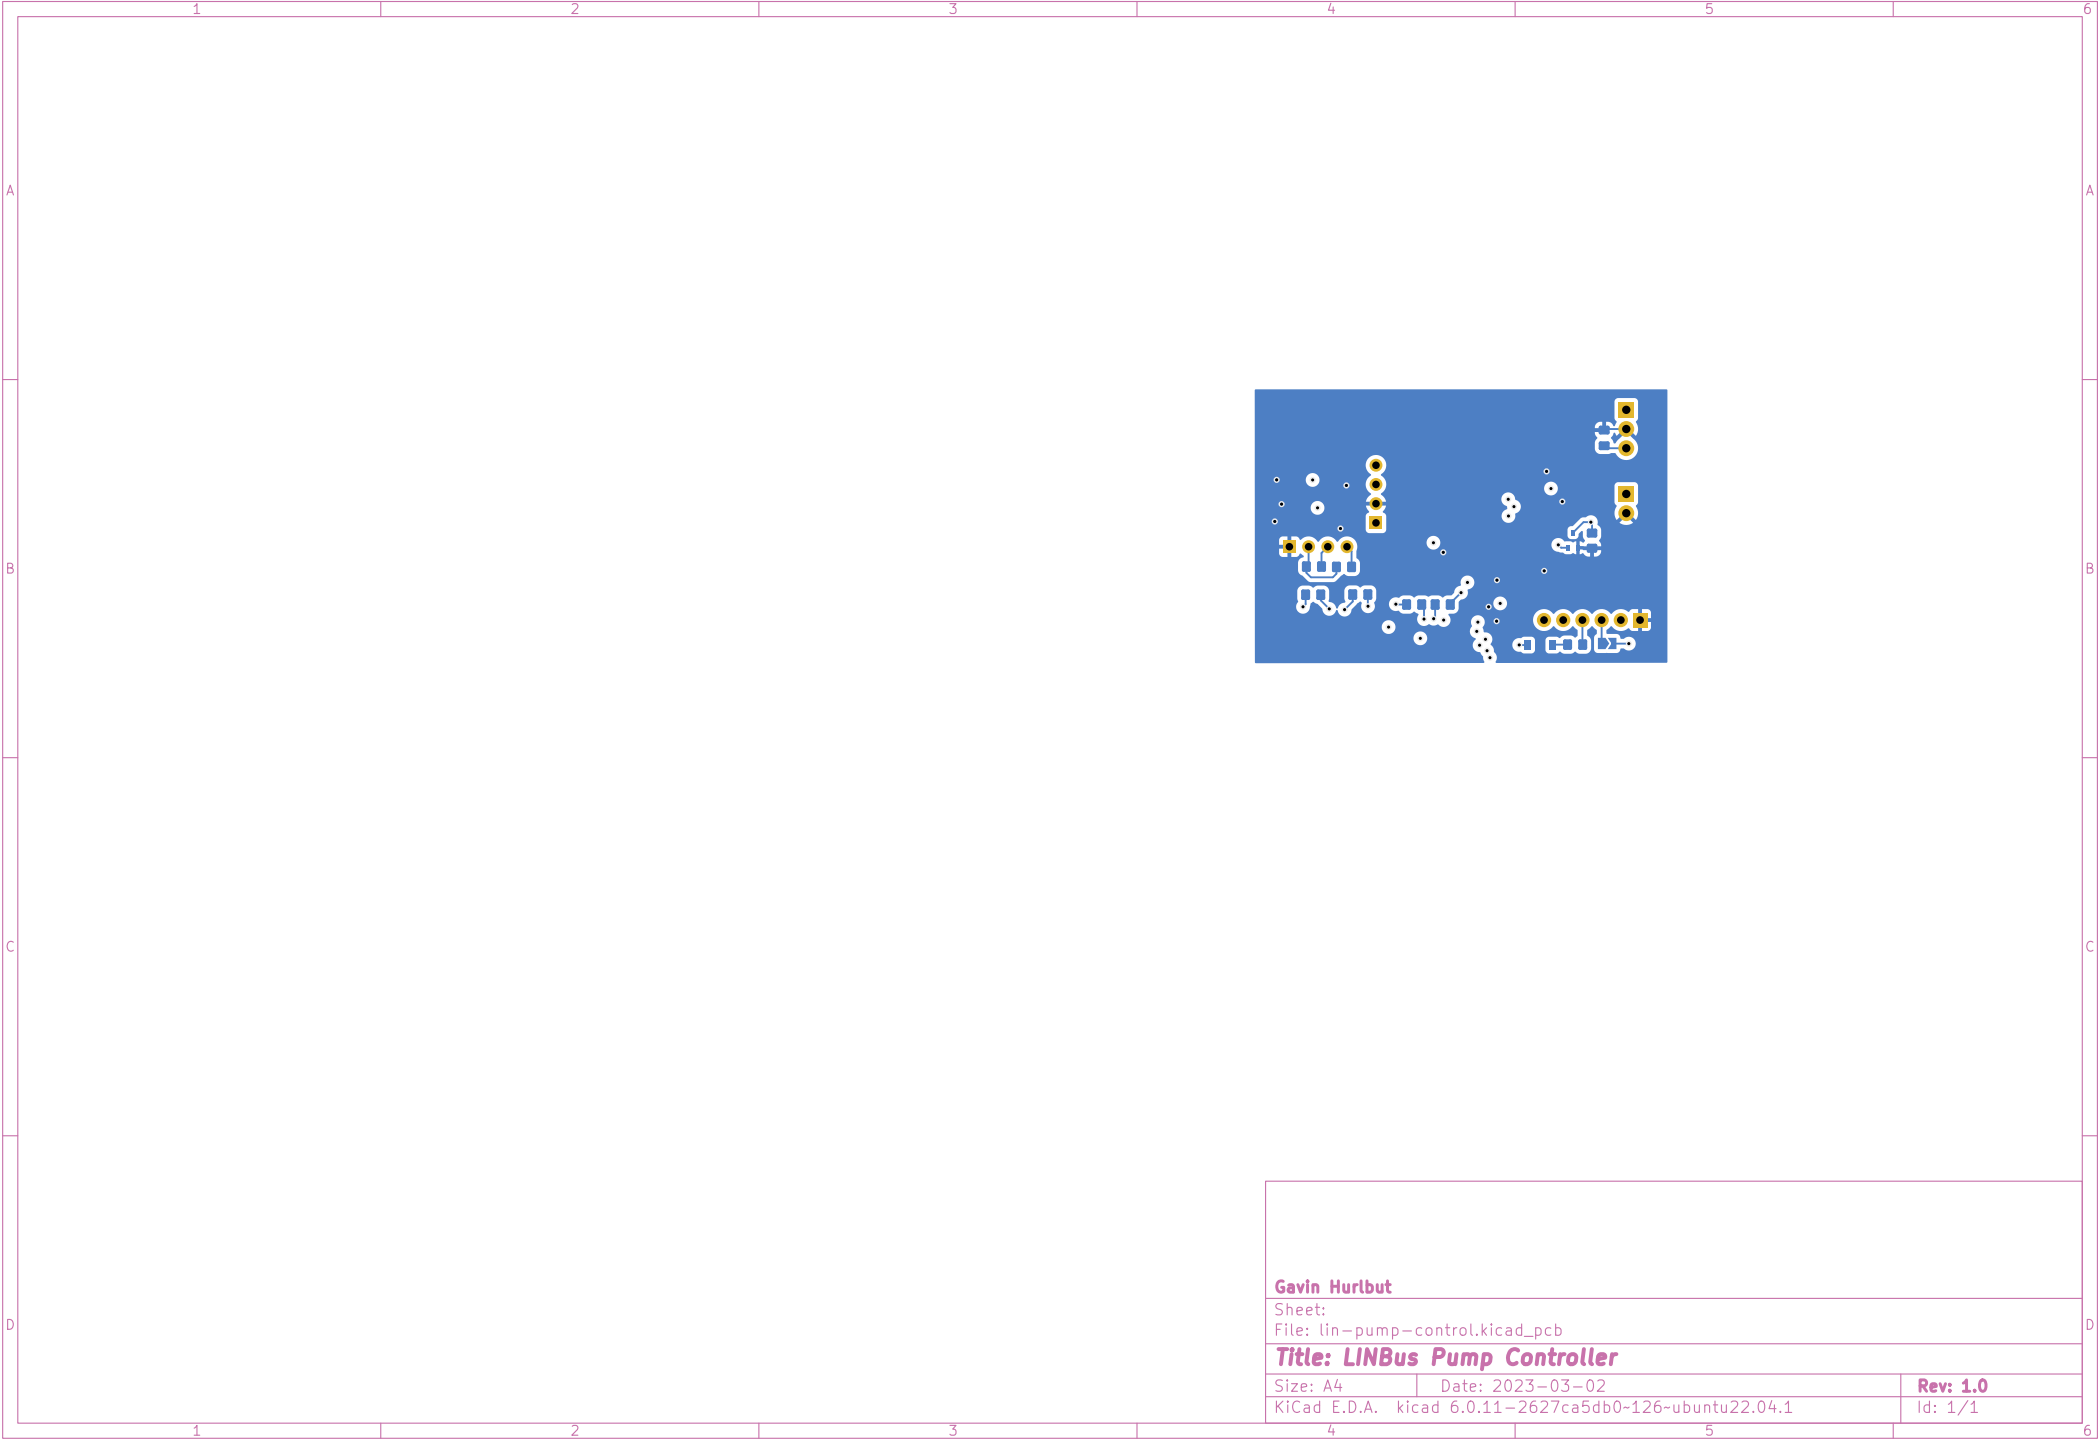 1 2 3 4 5 6
A A
B B
C C
Gavin Hurlbut
Sheet:
File: lin-pump-control.kicad_pcb
D D
Title: LINBus Pump Controller
Size: A4 Date: 2023-03-02 Rev: 1.0
KiCad E.D.A. kicad 6.0.11-2627ca5db0~126~ubuntu22.04.1 Id: 1/1
1 2 3 4 5 6